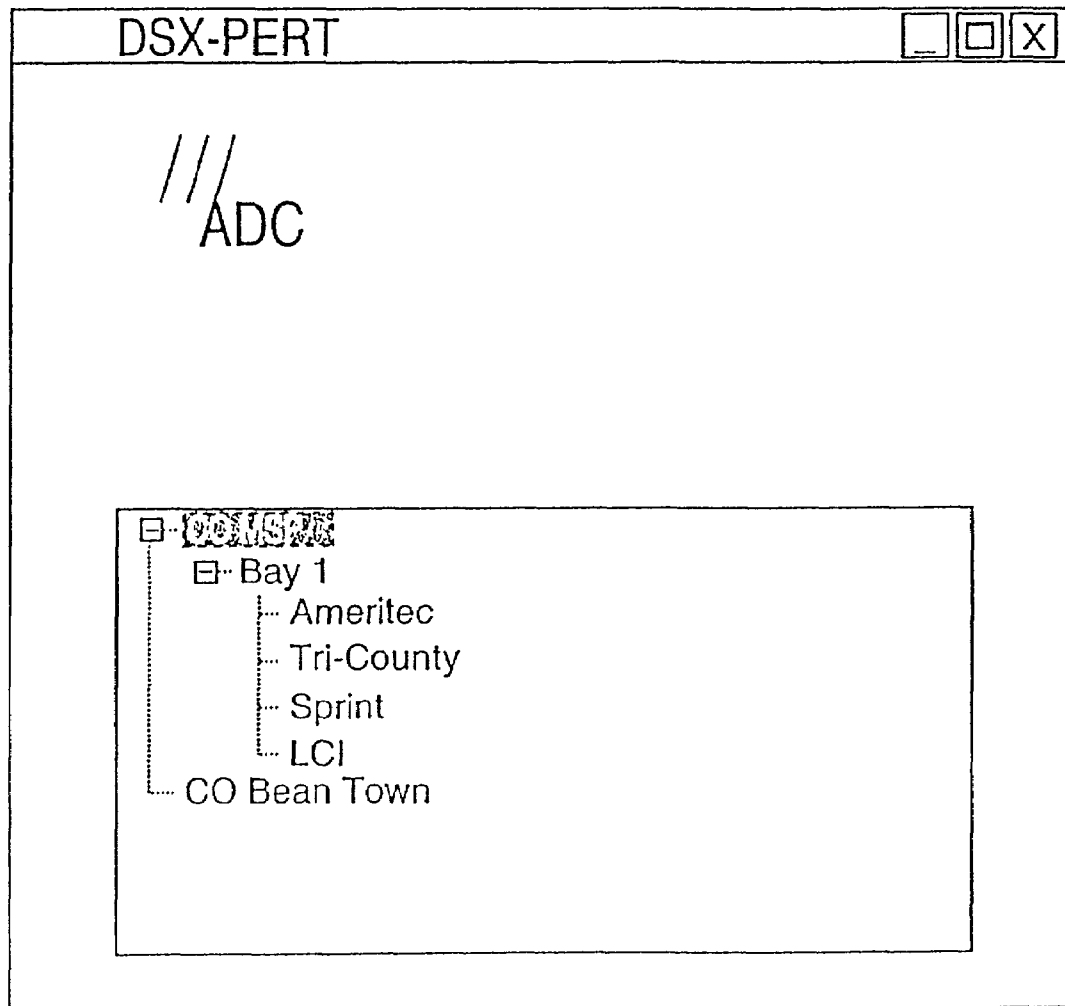 DSX-PERT
ADC
Bay 1
Ameritec
Tri-County
Sprint
LCI
CO Bean Town